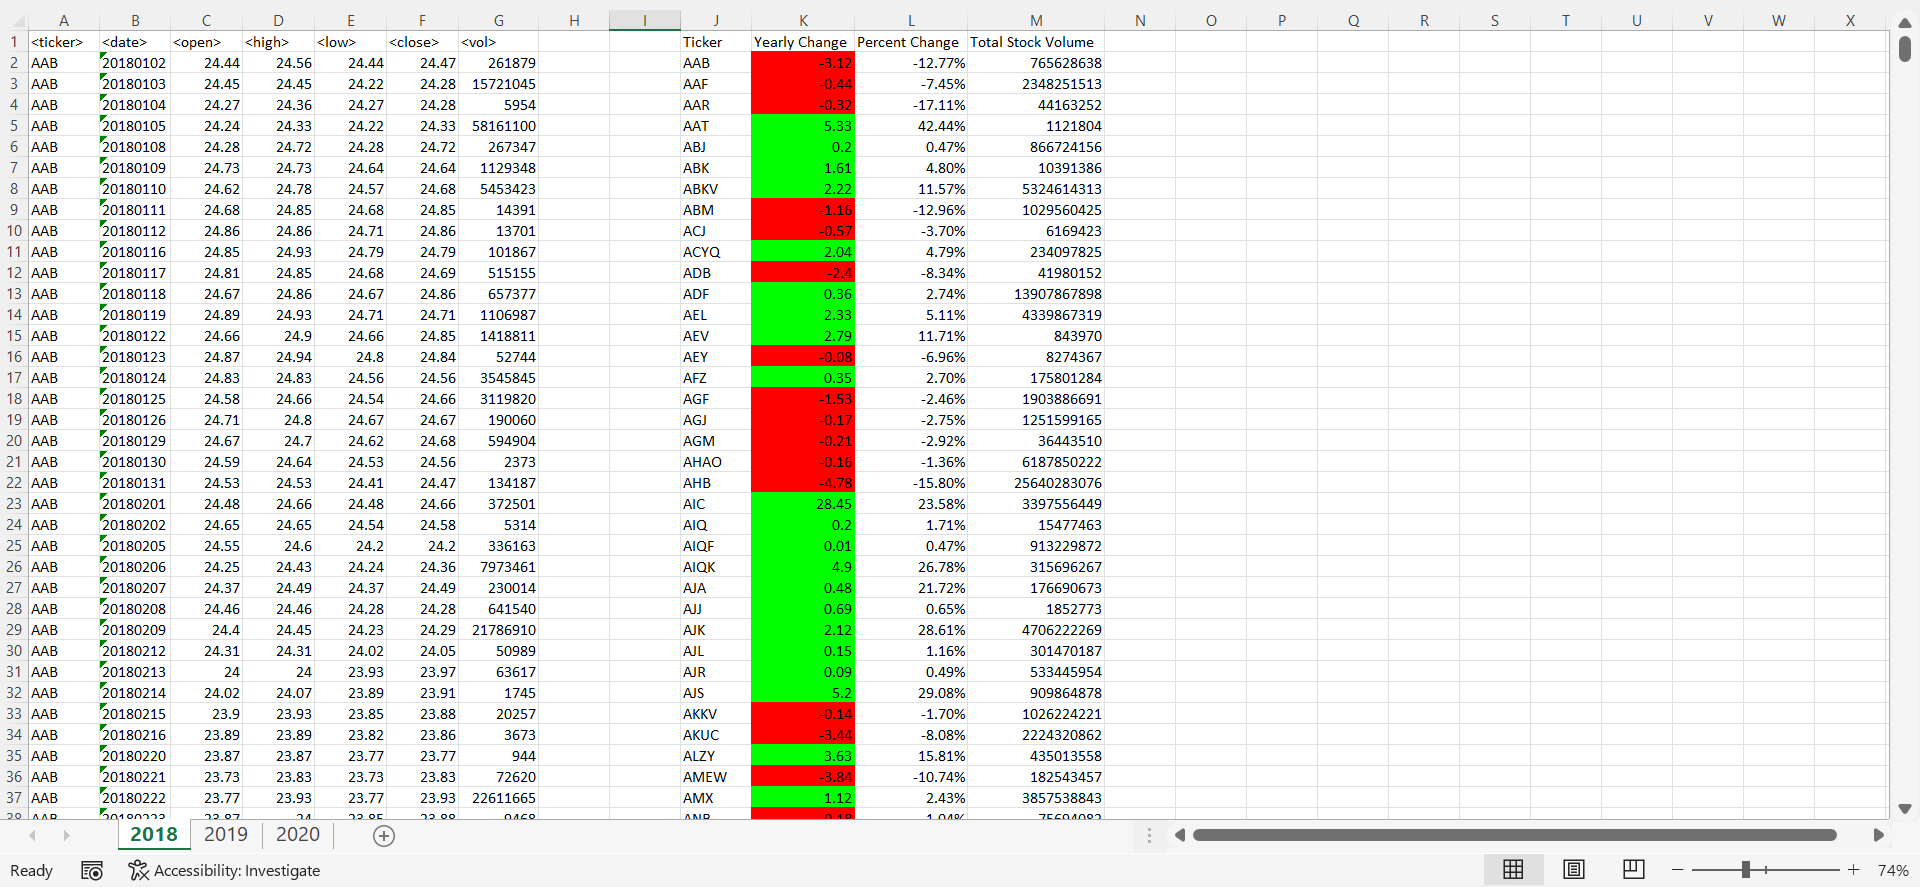 A B C D E F G H I J K L M N O P Q R S T U V W X
1 <ticker> <date> <open> <high> <low> <close> <vol> Ticker Yearly Change Percent Change Total Stock Volume
2 AAB 20180102 24.44 24.56 24.44 24.47 261879 AAB -3.12 -12.77% 765628638
3 AAB 20180103 24.45 24.45 24.22 24.28 15721045 AAF -0.44 -7.45% 2348251513
4 AAB 20180104 24.27 24.36 24.27 24.28 5954 AAR -0.32 -17.11% 44163252
5 AAB 20180105 24.24 24.33 24.22 24.33 58161100 AAT 5.33 42.44% 1121804
6 AAB 20180108 24.28 24.72 24.28 24.72 267347 ABJ 0.2 0.47% 866724156
7 AAB 20180109 24.73 24.73 24.64 24.64 1129348 ABK 1.61 4.80% 10391386
8 AAB 20180110 24.62 24.78 24.57 24.68 5453423 ABKV 2.22 11.57% 5324614313
9 AAB 20180111 24.68 24.85 24.68 24.85 14391 ABM -1.16 -12.96% 1029560425
10 AAB 20180112 24.86 24.86 24.71 24.86 13701 ACJ -0.57 -3.70% 6169423
11 AAB 20180116 24.85 24.93 24.79 24.79 101867 ACYQ 2.04 4.79% 234097825
12 AAB 20180117 24.81 24.85 24.68 24.69 515155 ADB -2.4 -8.34% 41980152
13 AAB 20180118 24.67 24.86 24.67 24.86 657377 ADF 0.36 2.74% 13907867898
14 AAB 20180119 24.89 24.93 24.71 24.71 1106987 AEL 2.33 5.11% 4339867319
15 AAB 20180122 24.66 24.9 24.66 24.85 1418811 AEV 2.79 11.71% 843970
16 AAB 20180123 24.87 24.94 24.8 24.84 52744 AEY -0.08 -6.96% 8274367
17 AAB 20180124 24.83 24.83 24.56 24.56 3545845 AFZ 0.35 2.70% 175801284
18 AAB 20180125 24.58 24.66 24.54 24.66 3119820 AGF -1.53 -2.46% 1903886691
19 AAB 20180126 24.71 24.8 24.67 24.67 190060 AGJ -0.17 -2.75% 1251599165
20 AAB 20180129 24.67 24.7 24.62 24.68 594904 AGM -0.21 -2.92% 36443510
21 AAB 20180130 24.59 24.64 24.53 24.56 2373 AHAO -0.16 -1.36% 6187850222
22 AAB 20180131 24.53 24.53 24.41 24.47 134187 AHB -4.78 -15.80% 25640283076
23 AAB 20180201 24.48 24.66 24.48 24.66 372501 AIC 28.45 23.58% 3397556449
24 AAB 20180202 24.65 24.65 24.54 24.58 5314 AIQ 0.2 1.71% 15477463
25 AAB 20180205 24.55 24.6 24.2 24.2 336163 AIQF 0.01 0.47% 913229872
26 AAB 20180206 24.25 24.43 24.24 24.36 7973461 AIQK 4.9 26.78% 315696267
27 AAB 20180207 24.37 24.49 24.37 24.49 230014 AJA 0.48 21.72% 176690673
28 AAB 20180208 24.46 24.46 24.28 24.28 641540 AJJ 0.69 0.65% 1852773
29 AAB 20180209 24.4 24.45 24.23 24.29 21786910 AJK 2.12 28.61% 4706222269
30 AAB 20180212 24.31 24.31 24.02 24.05 50989 AJL 0.15 1.16% 301470187
31 AAB 20180213 24 24 23.93 23.97 63617 AJR 0.09 0.49% 533445954
32 AAB 20180214 24.02 24.07 23.89 23.91 1745 AJS 5.2 29.08% 909864878
33 AAB 20180215 23.9 23.93 23.85 23.88 20257 AKKV -0.14 -1.70% 1026224221
34 AAB 20180216 23.89 23.89 23.82 23.86 3673 AKUC -3.44 -8.08% 2224320862
35 AAB 20180220 23.87 23.87 23.77 23.77 944 ALZY 3.63 15.81% 435013558
36 AAB 20180221 23.73 23.83 23.73 23.83 72620 AMEW -3.84 -10.74% 182543457
37 AAB 20180222 23.77 23.93 23.77 23.93 22611665 AMX 1.12 2.43% 3857538843
38 AAB 20180223 23.87 24
2018 2019 2020
Ready Accessibility: Investigate 74%